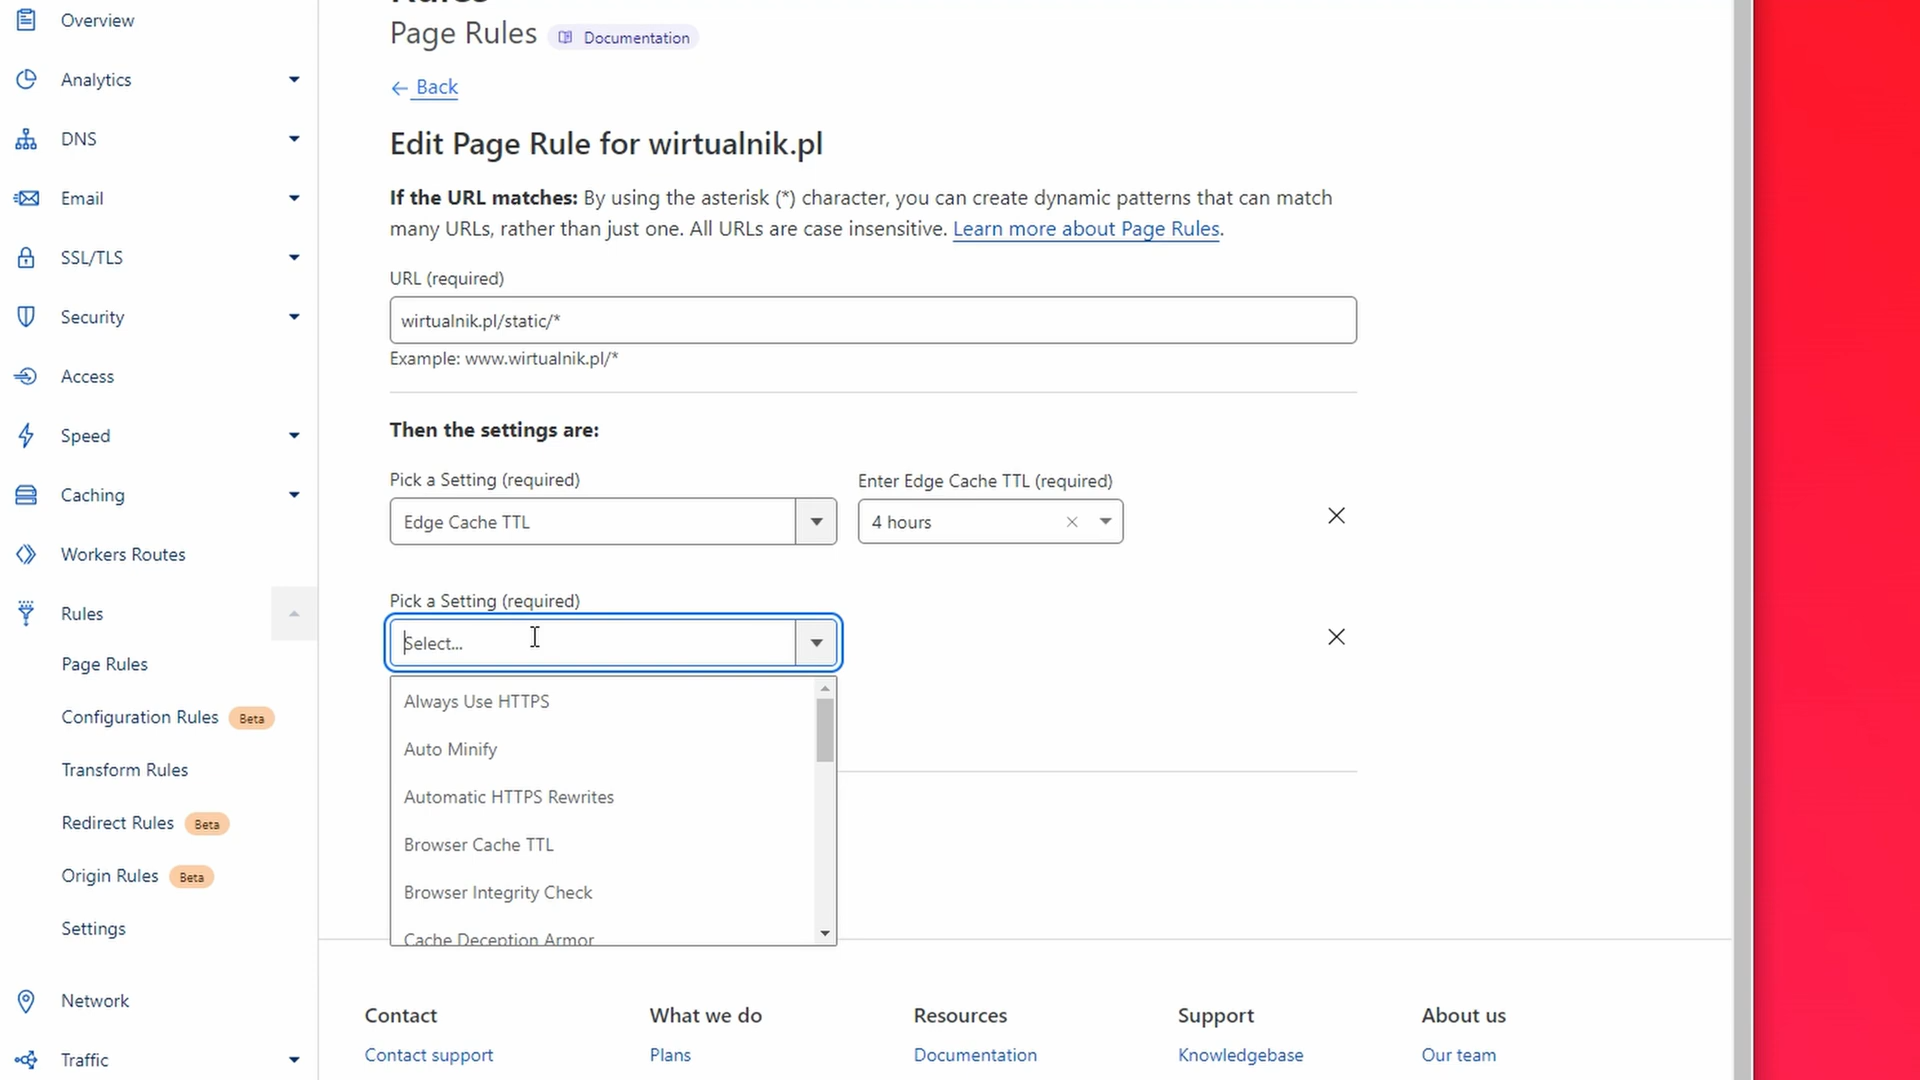 Overview
Analytics
DNS
Email
SSL/TLS
Security
Access
Speed
Caching
Workers Routes
Rules
Page Rules
Configuration Rules Beta
Transform Rules
Redirect Rules Beta
Origin Rules Beta
Settings
Network
Traffic
Rules
Page Rules Documentation
Back
Edit Page Rule for wirtualnik.pl
If the URL matches: By using the asterisk (*) character, you can create dynamic patterns that can match
many URLs, rather than just one. All URLs are case insensitive. Learn more about Page Rules.
URL (required)
wirtualnik.pl/static/*
Example: www.wirtualnik.pl/*
Then the settings are:
Pick a Setting (required) Enter Edge Cache TTL (required)
Edge Cache TTL 4 hours
Pick a Setting (required)
Select...
Always Use HTTPS
Auto Minify
Automatic HTTPS Rewrites
Browser Cache TTL
Browser Integrity Check
Cache Deception Armor
Contact What we do Resources Support About us
Contact support Plans Documentation Knowledgebase Our team